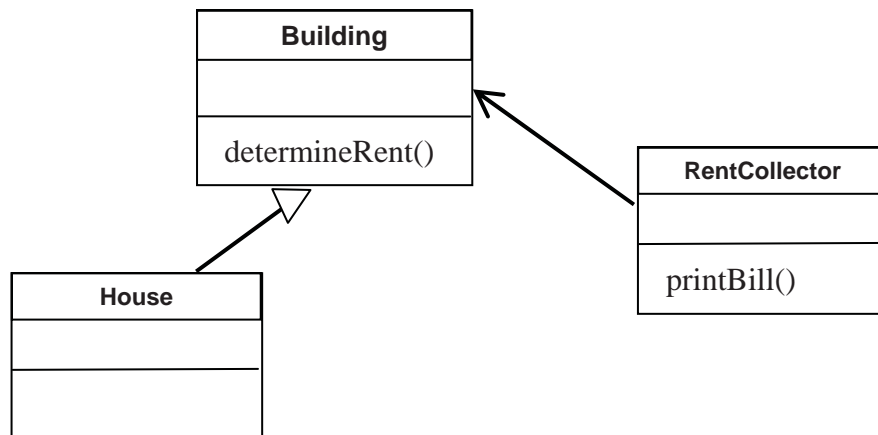 Building
determineRent()
RentCollector
printBill()
House